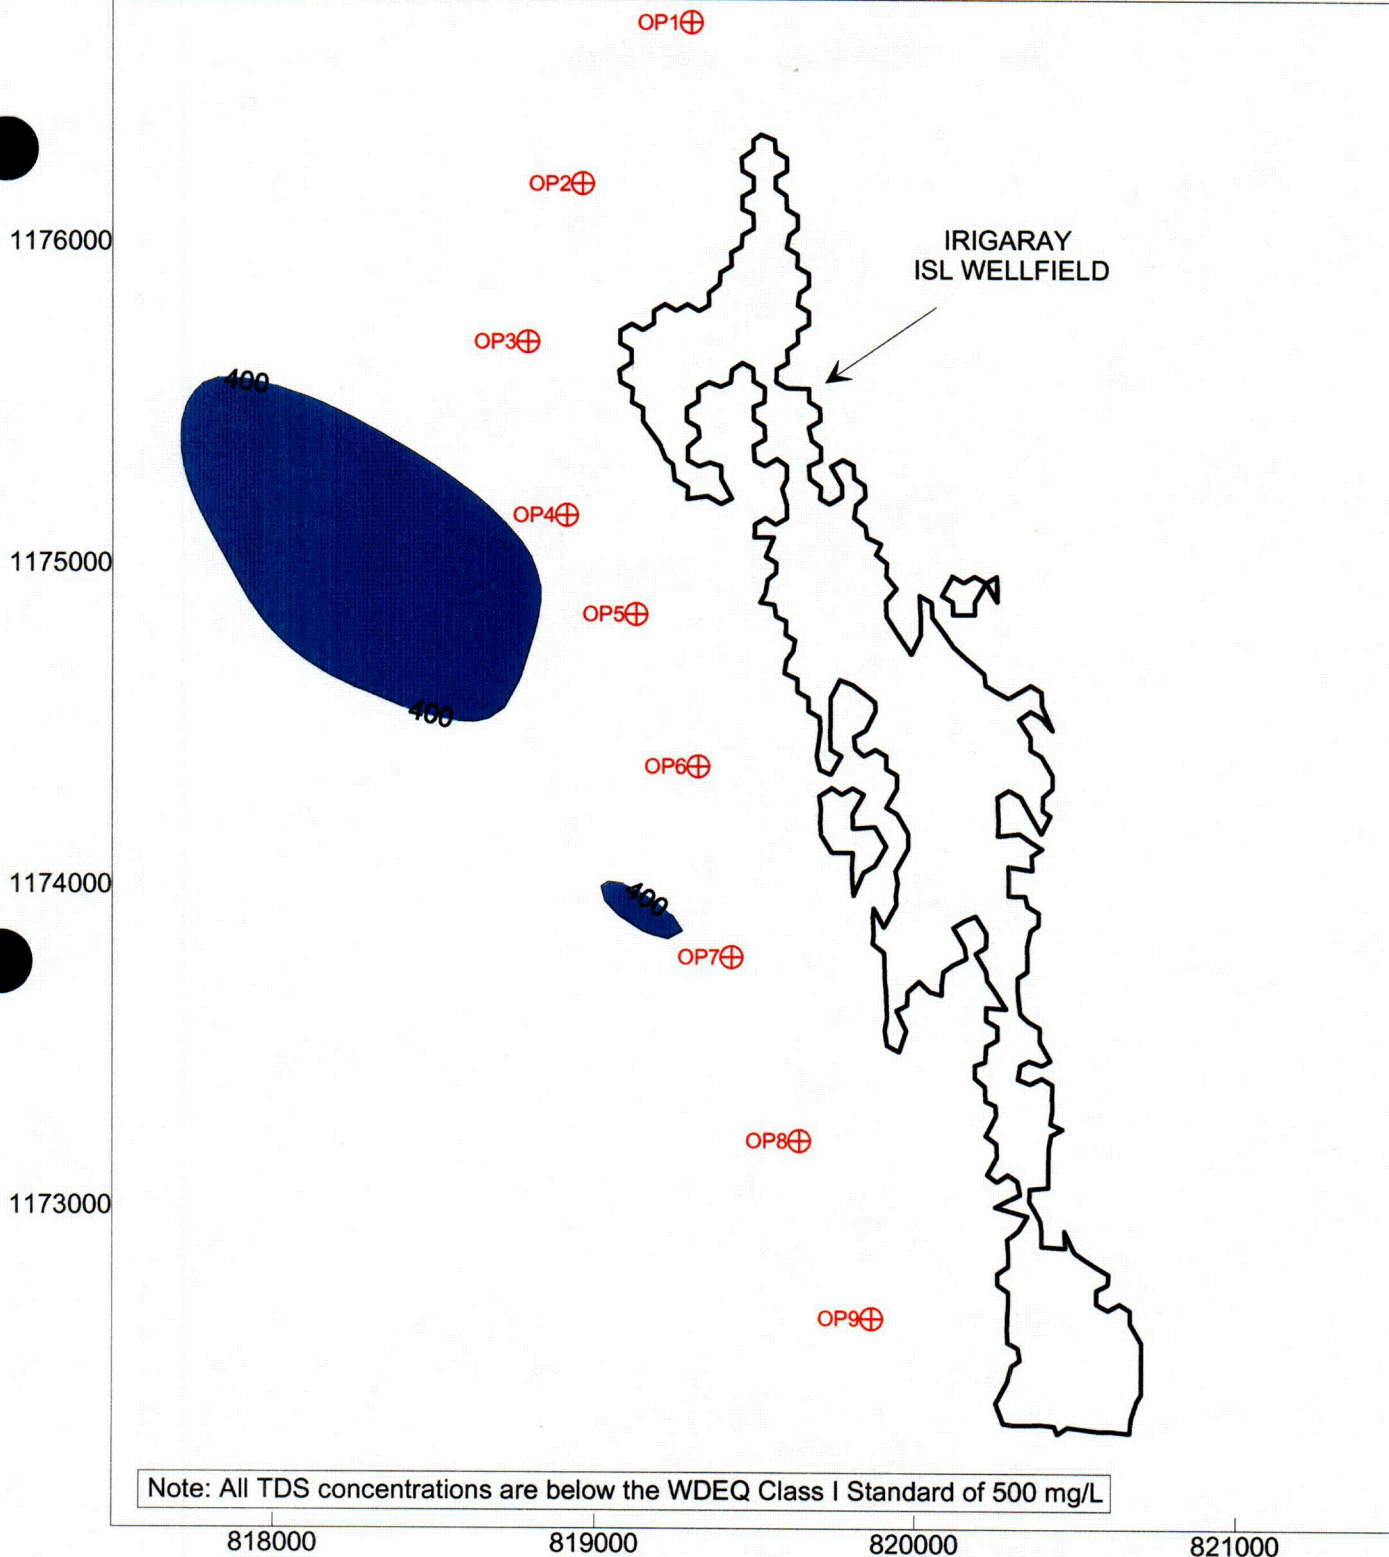 OP1
OP2
1176000
IRIGARAY
ISL WELLFIELD
OP3
400
OP4
1175000
OP5
400
OP6
1174000
400
OP7
OP8
1173000
OP9
Note: All TDS concentrations are below the WDEQ Class I Standard of 500 mg/L
818000
819000
820000
821000